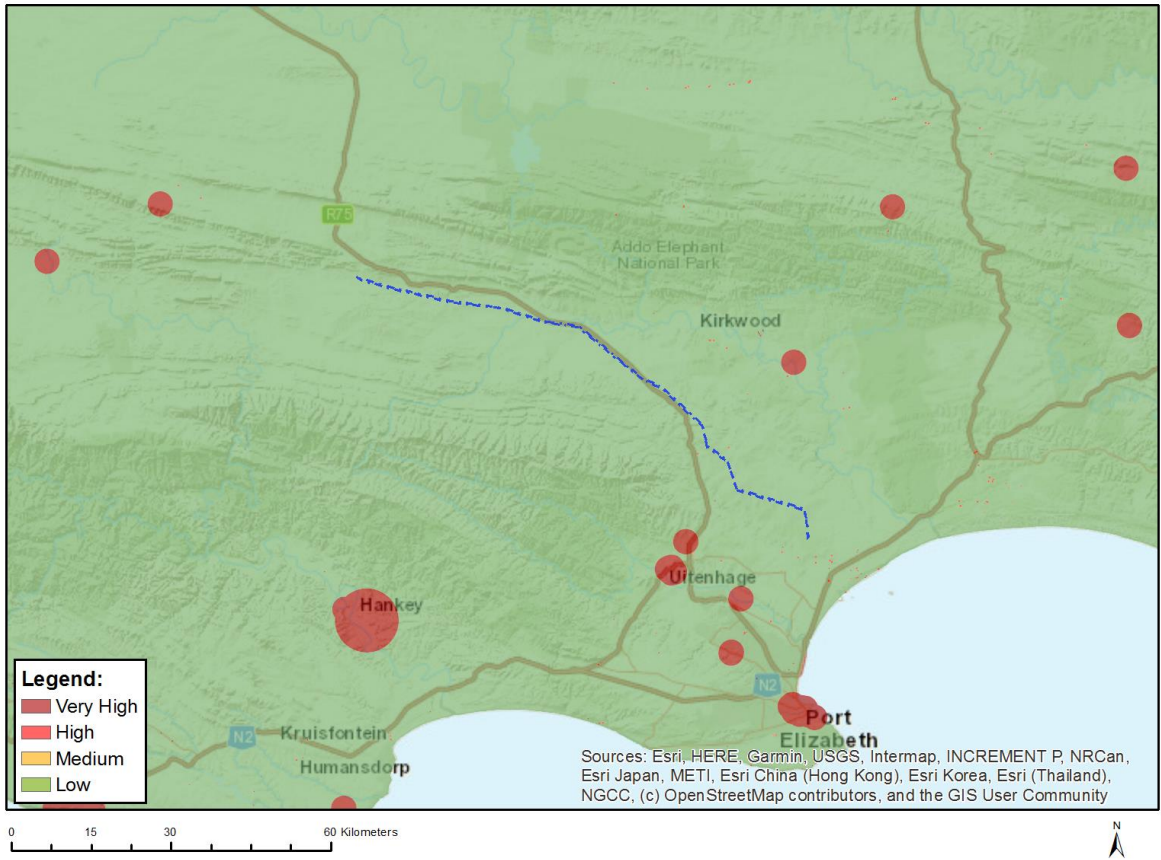 R75
Addo Elephant
National Park
Kirkwood
Uitenhage
Hankey
N2
Port
Elizabeth
N2
Kruisfontein
Humansdorp
Legend:
Very High
High
Medium
Low
Sources: Esri, HERE, Garmin, USGS, Intermap, INCREMENT P, NRCan,
Esri Japan, METI, Esri China (Hong Kong), Esri Korea, Esri (Thailand),
NGCC, (c) OpenStreetMap contributors, and the GIS User Community
0 15 30 60 Kilometers
N